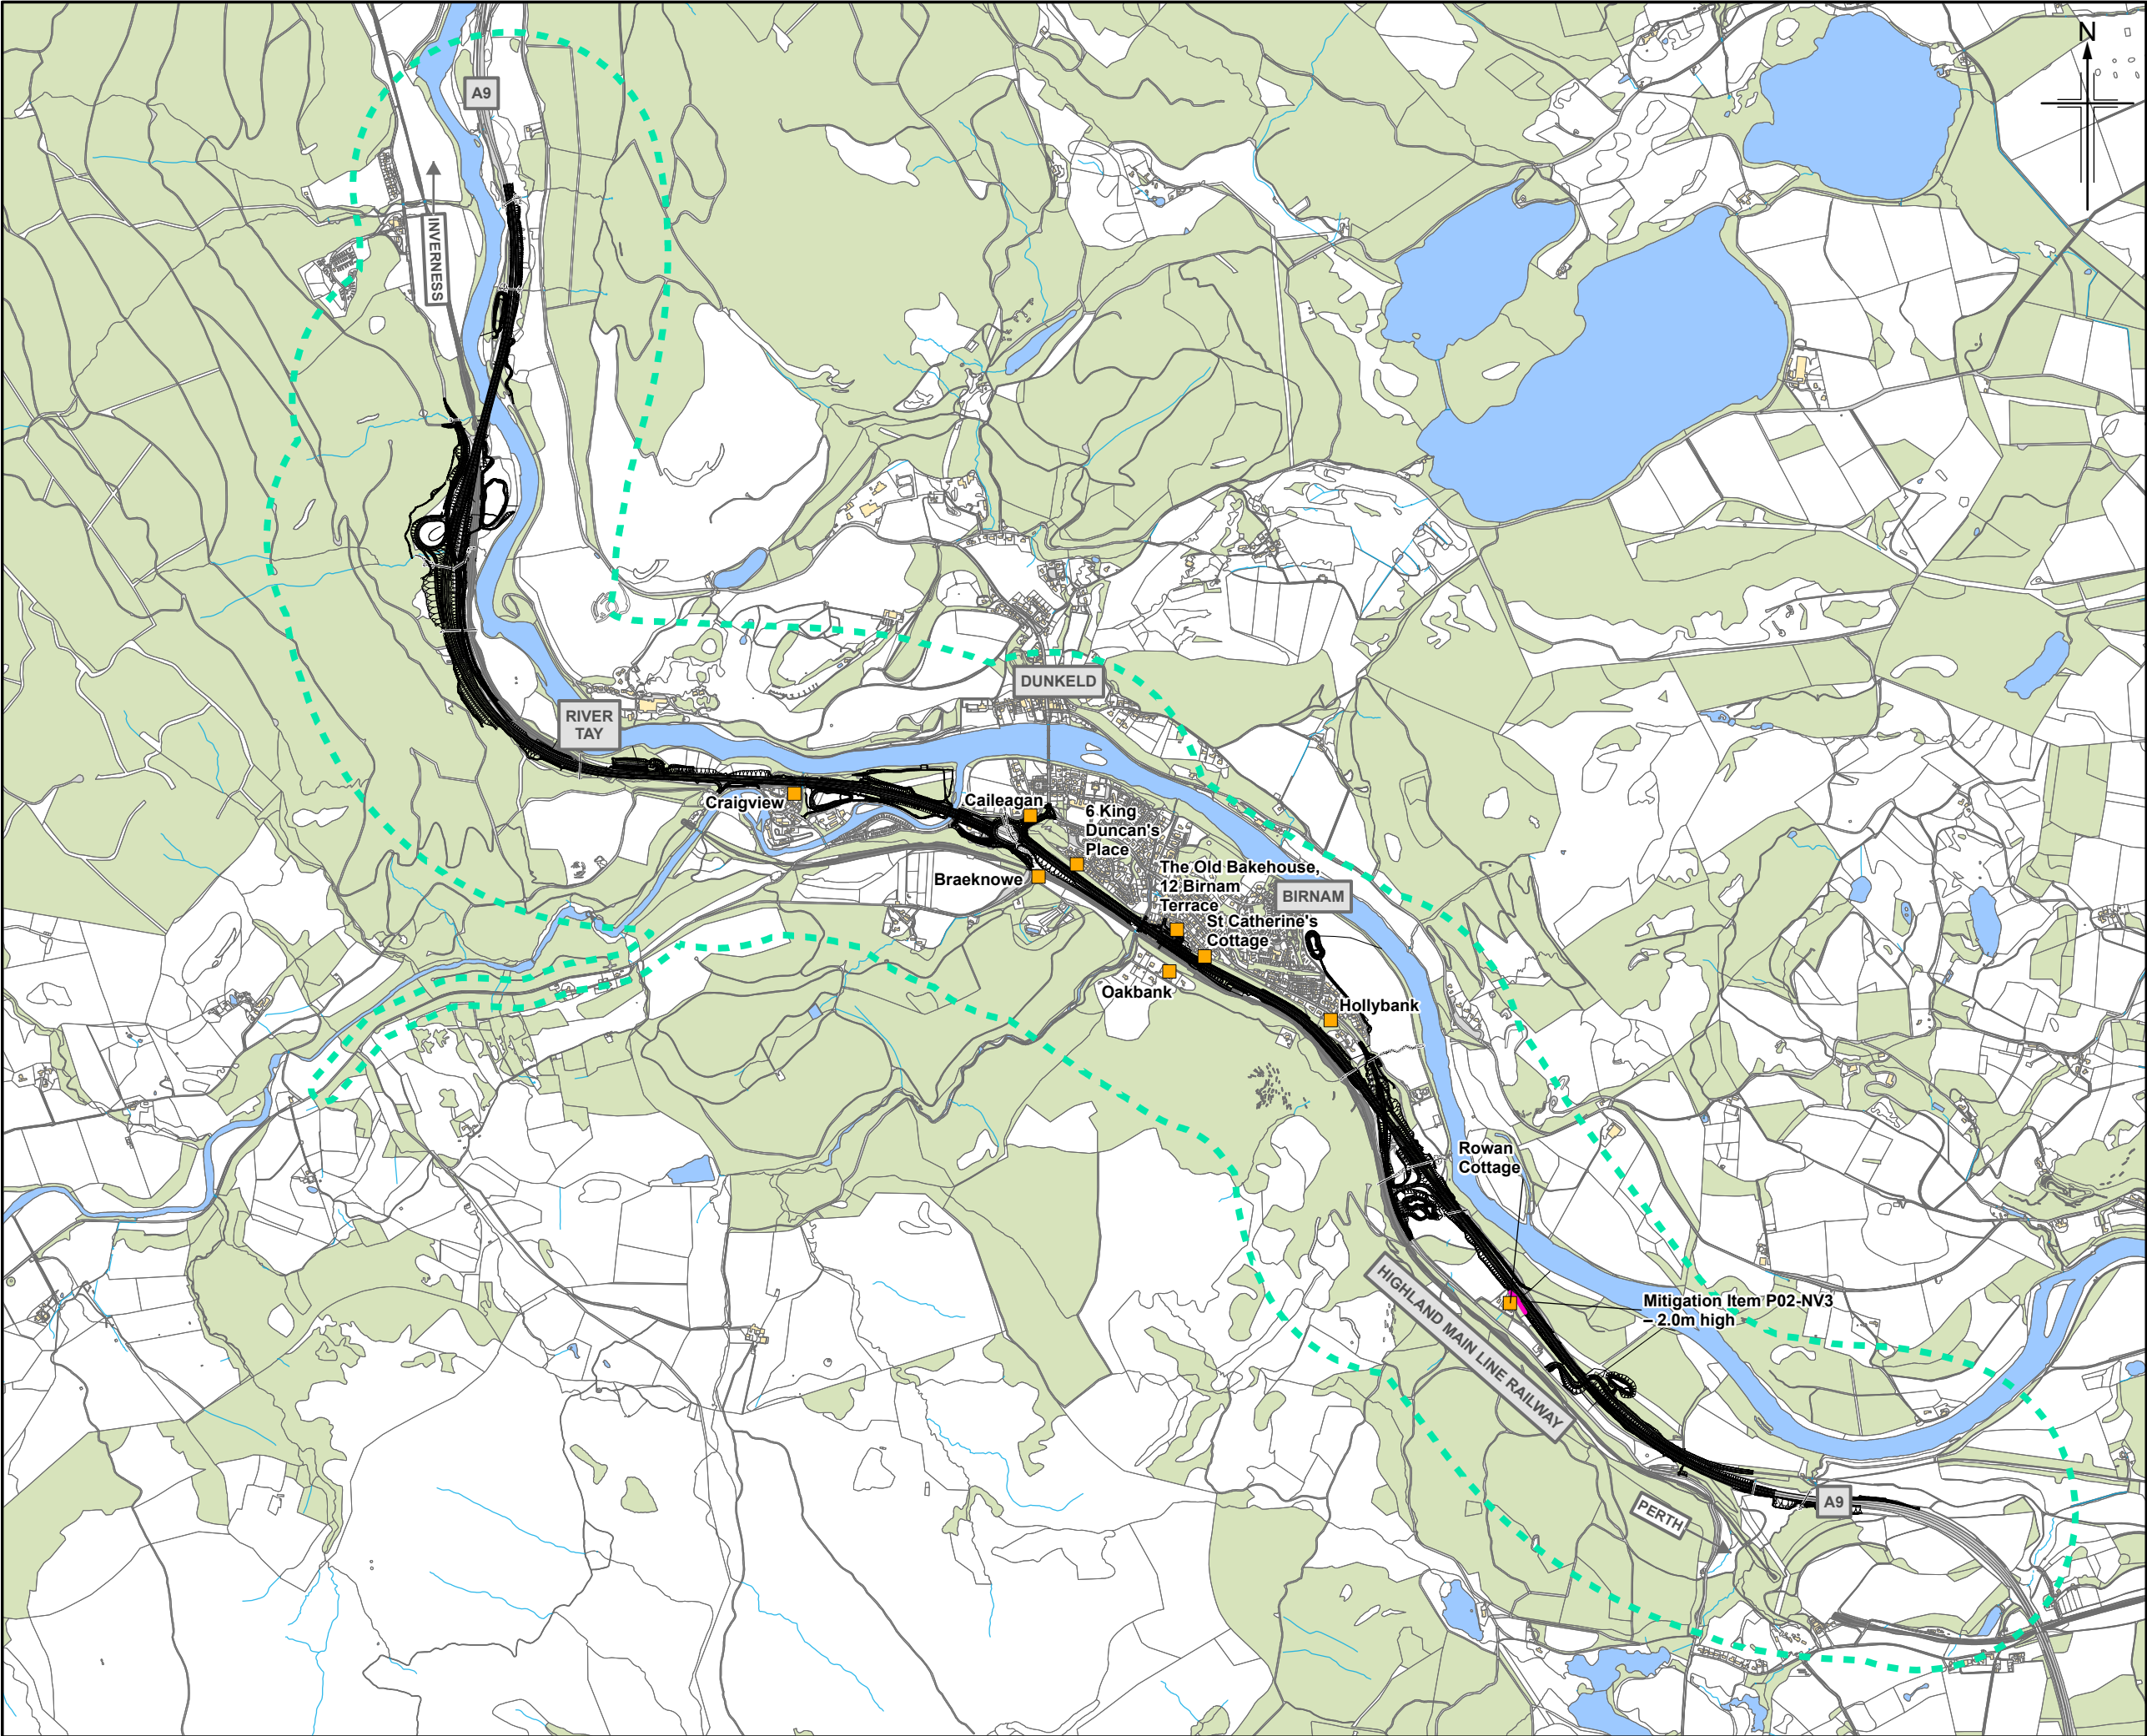 N
A9
INVERNESS
DUNKELD
RIVER
TAY
Craigview
Caileagan
6 King
Duncan's
Place
Braeknowe
The Old Bakehouse,
12 Birnam
Terrace
BIRNAM
St Catherine's
Cottage
Oakbank
Hollybank
Rowan
Cottage
HIGHLAND MAIN LINE RAILWAY
Mitigation Item P02-NV3
– 2.0m high
PERTH
A9